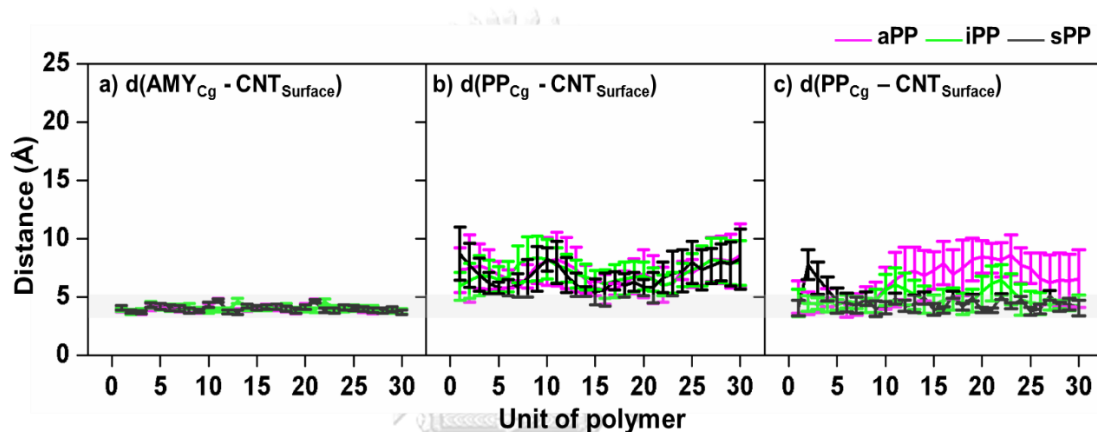 aPP iPP sPP
a) d(AMYCg - CNTSurface)
b) d(PPCg - CNTSurface)
c) d(PPCg – CNTSurface)
Distance (Å)
25
20
15
10
5
0
0 5 10 15 20 25 30
0 5 10 15 20 25 30
0 5 10 15 20 25 30
Unit of polymer